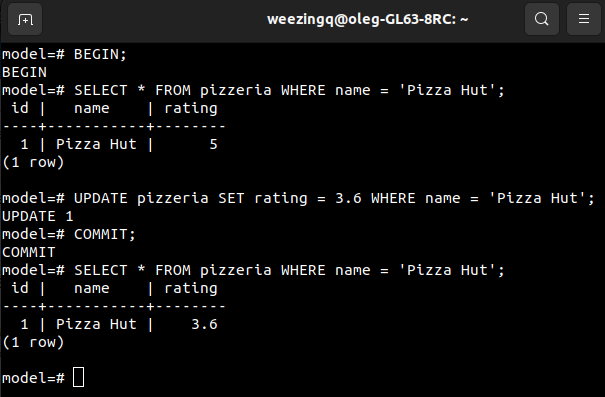 weezingq@oleg-GL63-8RC: ~
model=# BEGIN;
BEGIN
model=# SELECT * FROM pizzeria WHERE name = 'Pizza Hut';
 id |   name    | rating
----+-----------+--------
  1 | Pizza Hut |      5
(1 row)

model=# UPDATE pizzeria SET rating = 3.6 WHERE name = 'Pizza Hut';
UPDATE 1
model=# COMMIT;
COMMIT
model=# SELECT * FROM pizzeria WHERE name = 'Pizza Hut';
 id |   name    | rating
----+-----------+--------
  1 | Pizza Hut |    3.6
(1 row)

model=#